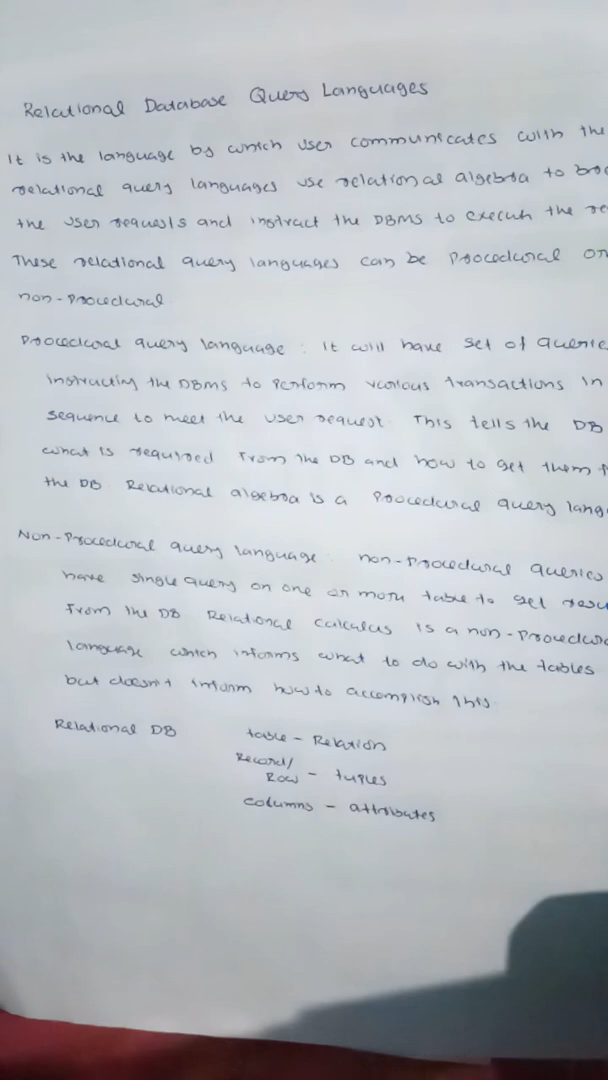 Relational Database Query Languages
It is the language by which user communicates with the
relational query languages use relational algebra to
the user requests and instruct the DBMS to execute the
These relational query languages can be procedural or
non-procedural
Procedural query language : It will have set of querie
instructing the DBMS to perform various transactions in
sequence to meet the user request. This tells the DB
what is required from the DB and how to get them
the DB. Relational algebra is a procedural query lang
Non-procedural query language : non-procedural queries
have single query on one or more table to get resu
from the DB. Relational calculus is a non-procedura
language which informs what to do with the tables
but doesn't inform how to accomplish this.
Relational DB table - Relation
Record/
Row - tuples
columns - attributes